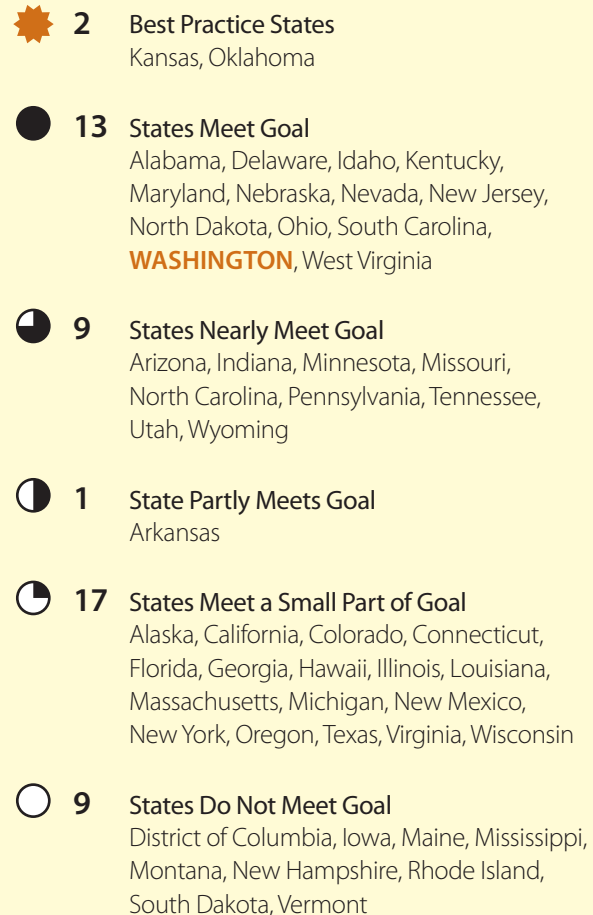 2 Best Practice States
Kansas, Oklahoma
13 States Meet Goal
Alabama, Delaware, Idaho, Kentucky,
Maryland, Nebraska, Nevada, New Jersey,
North Dakota, Ohio, South Carolina,
WASHINGTON, West Virginia
9 States Nearly Meet Goal
Arizona, Indiana, Minnesota, Missouri,
North Carolina, Pennsylvania, Tennessee,
Utah, Wyoming
1 State Partly Meets Goal
Arkansas
17 States Meet a Small Part of Goal
Alaska, California, Colorado, Connecticut,
Florida, Georgia, Hawaii, Illinois, Louisiana,
Massachusetts, Michigan, New Mexico,
New York, Oregon, Texas, Virginia, Wisconsin
9 States Do Not Meet Goal
District of Columbia, Iowa, Maine, Mississippi,
Montana, New Hampshire, Rhode Island,
South Dakota, Vermont